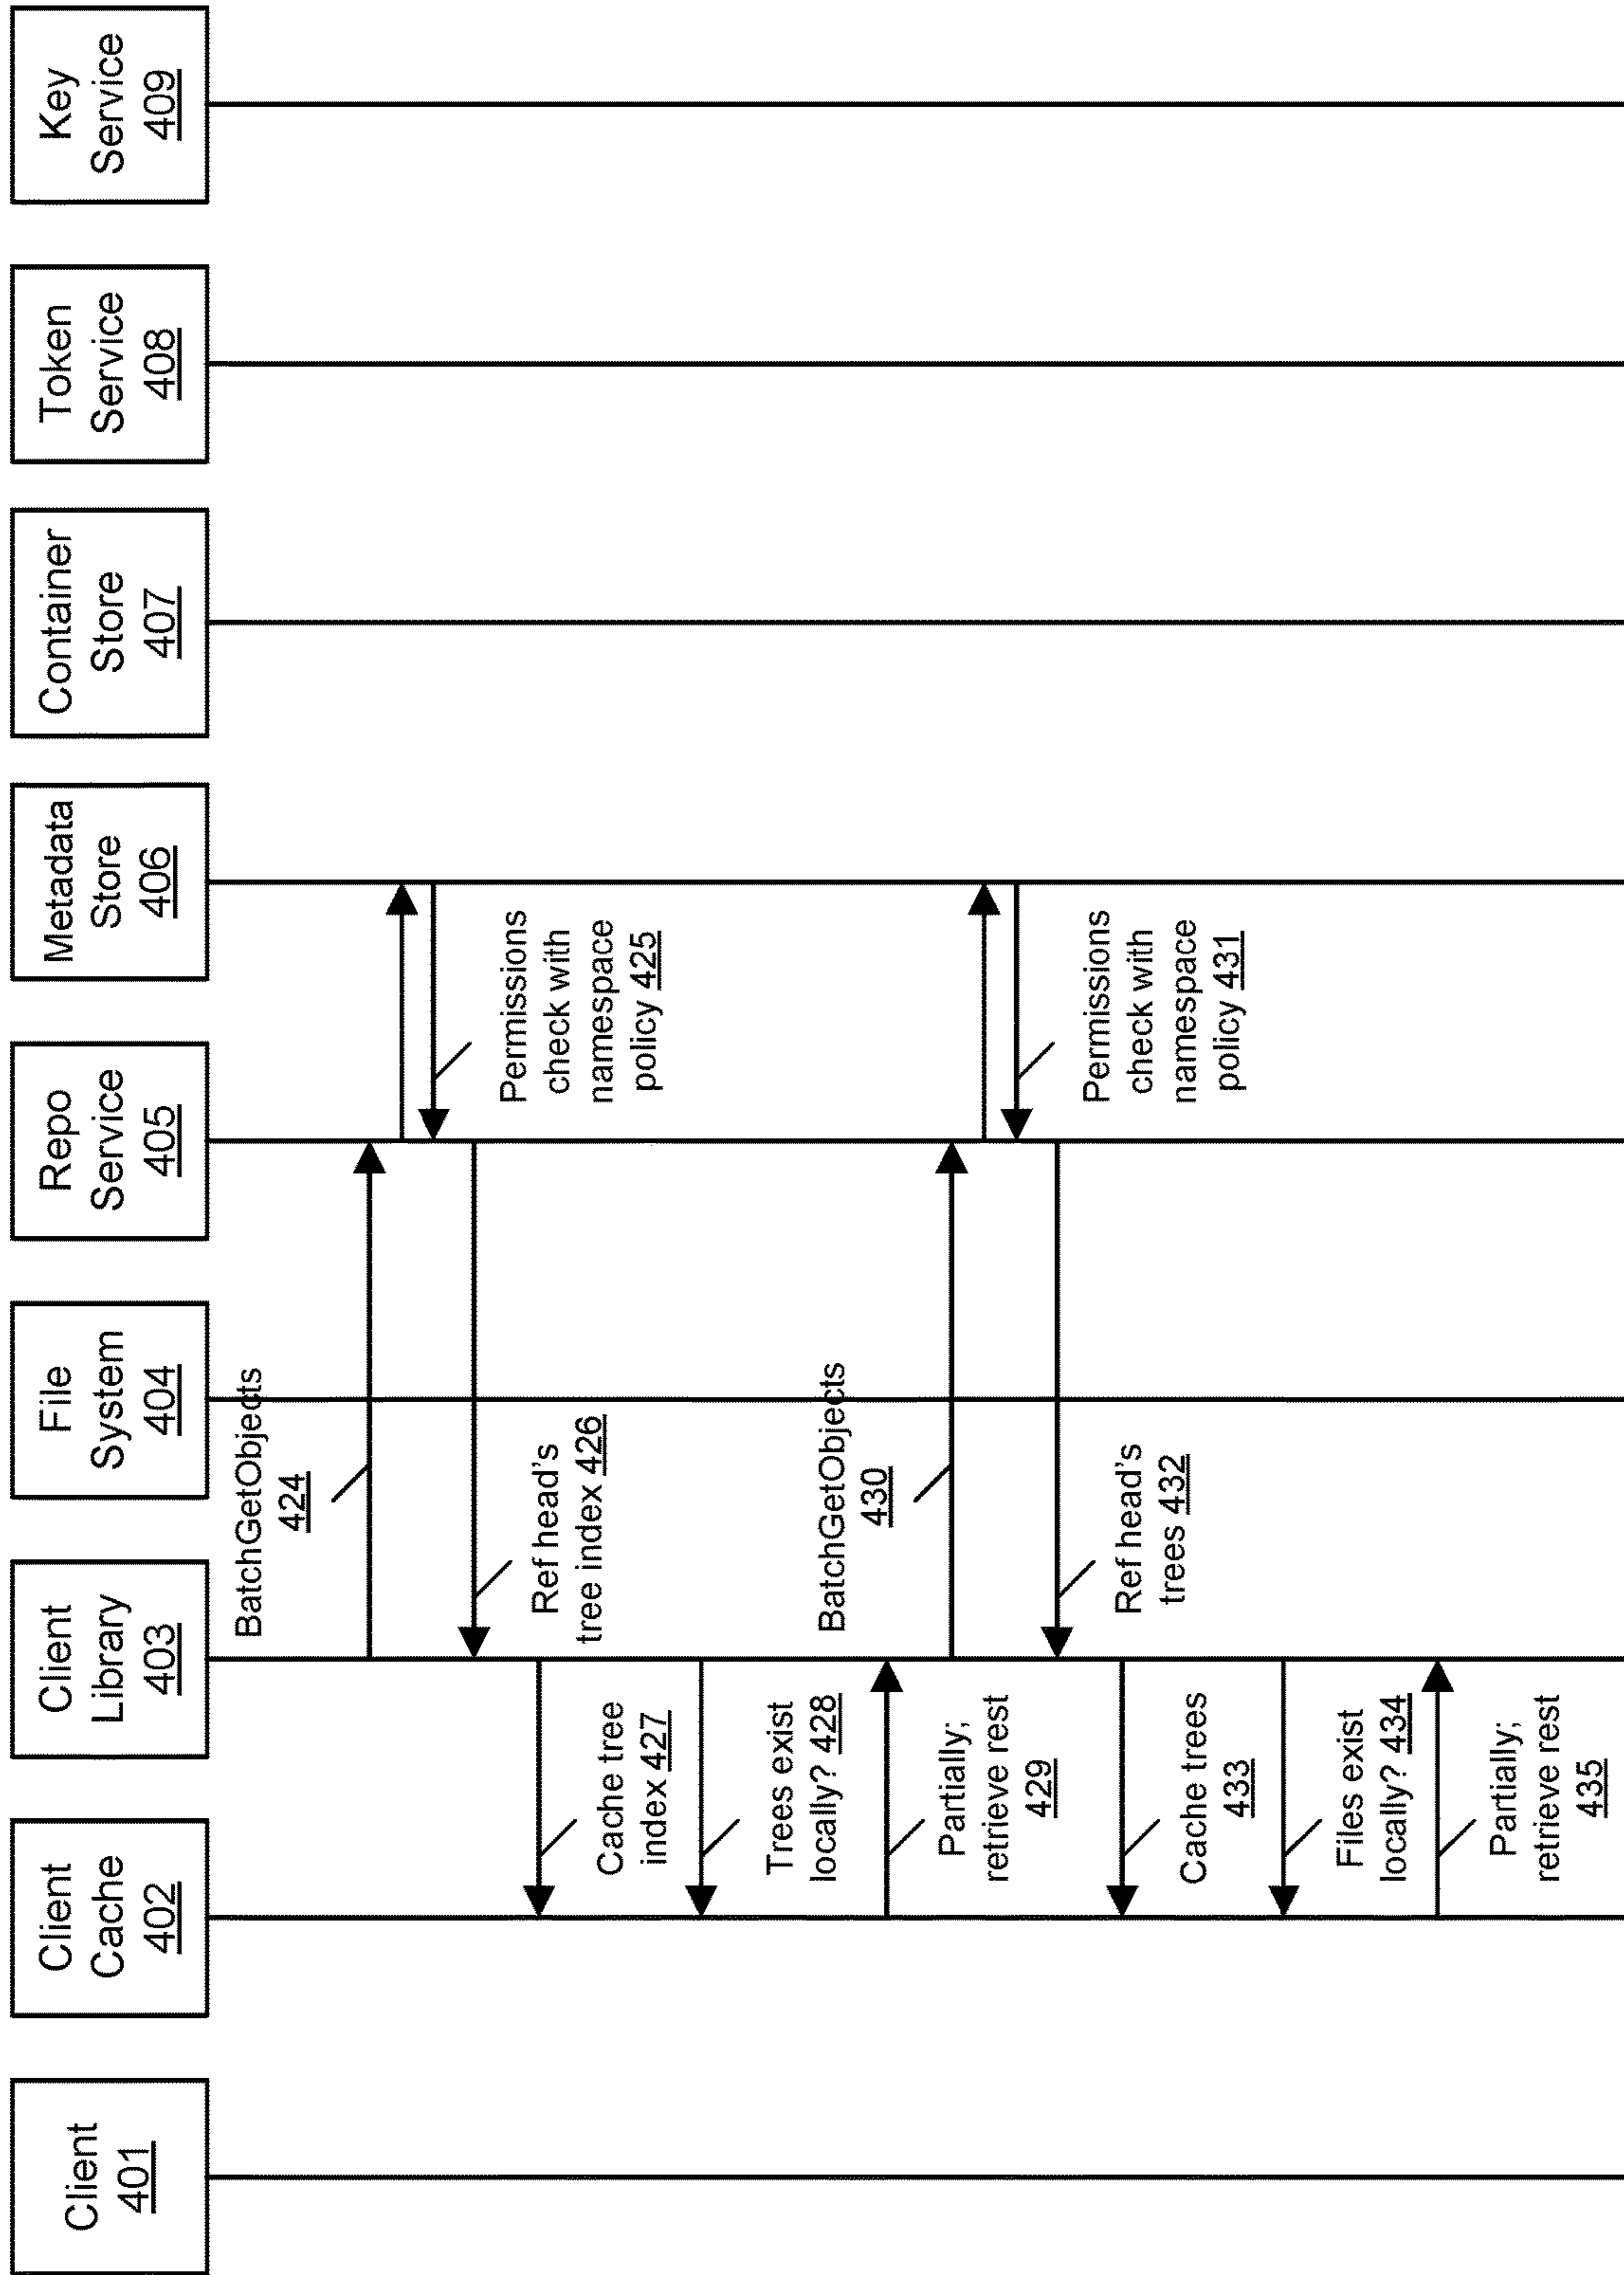 Client
401
Client
Cache
402
Client
Library
403
File
System
404
Repo
Service
405
Metadata
Store
406
Container
Store
407
Token
Service
408
Key
Service
409
BatchGetObjects
424
Permissions
check with
namespace
policy 425
Ref head's
tree index 426
Cache tree
index 427
Trees exist
locally? 428
Partially;
retrieve rest
429
BatchGetObjects
430
Permissions
check with
namespace
policy 431
Ref head's
trees 432
Cache trees
433
Files exist
locally? 434
Partially;
retrieve rest
435